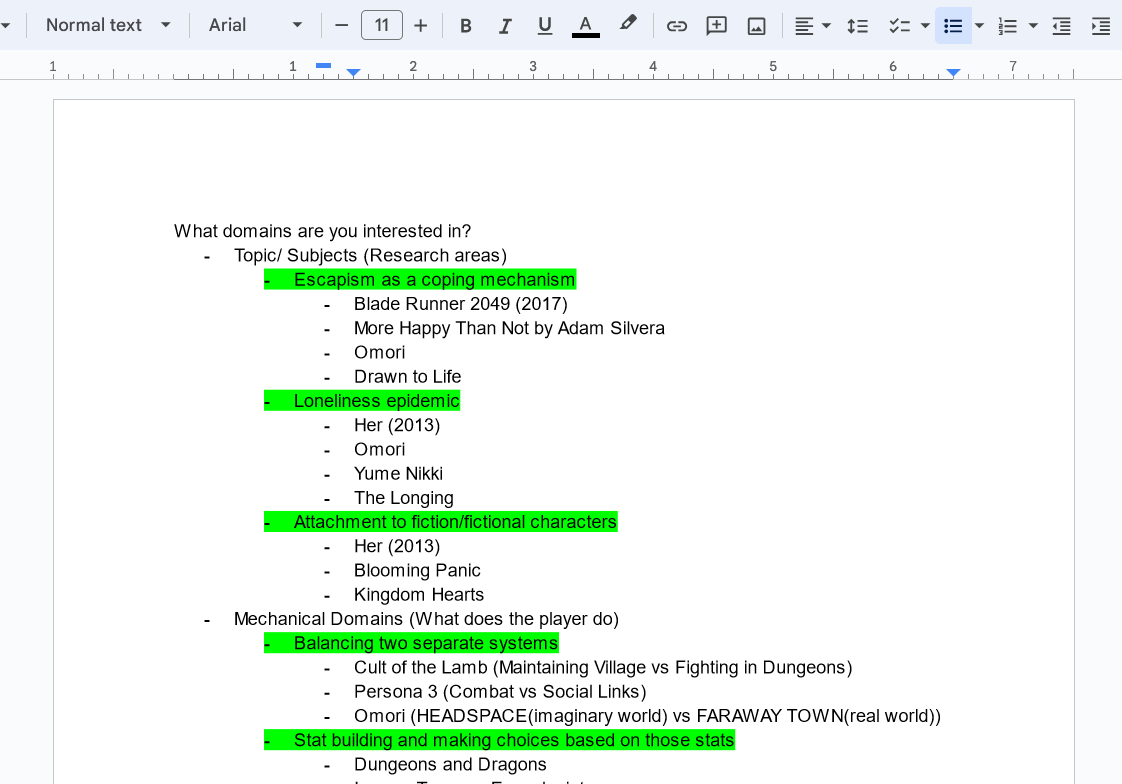 Normal text Arial 11 B I U A
1 1 2 3 4 5 6 7
What domains are you interested in?
- Topic/ Subjects (Research areas)
- Escapism as a coping mechanism
- Blade Runner 2049 (2017)
- More Happy Than Not by Adam Silvera
- Omori
- Drawn to Life
- Loneliness epidemic
- Her (2013)
- Omori
- Yume Nikki
- The Longing
- Attachment to fiction/fictional characters
- Her (2013)
- Blooming Panic
- Kingdom Hearts
- Mechanical Domains (What does the player do)
- Balancing two separate systems
- Cult of the Lamb (Maintaining Village vs Fighting in Dungeons)
- Persona 3 (Combat vs Social Links)
- Omori (HEADSPACE(imaginary world) vs FARAWAY TOWN(real world))
- Stat building and making choices based on those stats
- Dungeons and Dragons